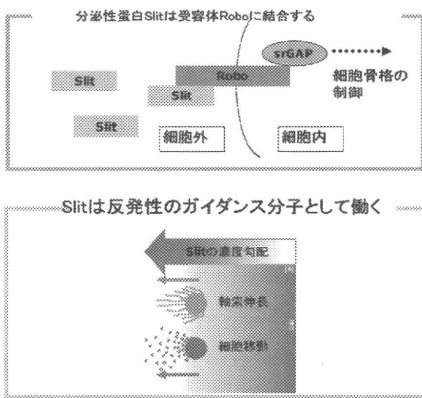 分泌性蛋白Slitは受容体Roboに結合する
srGAP
Robo
Slit
Slit
Slit
細胞骨格の
制御
細胞外
細胞内
Slitは反発性のガイダンス分子として働く
Slitの濃度勾配
軸索伸長
細胞移動